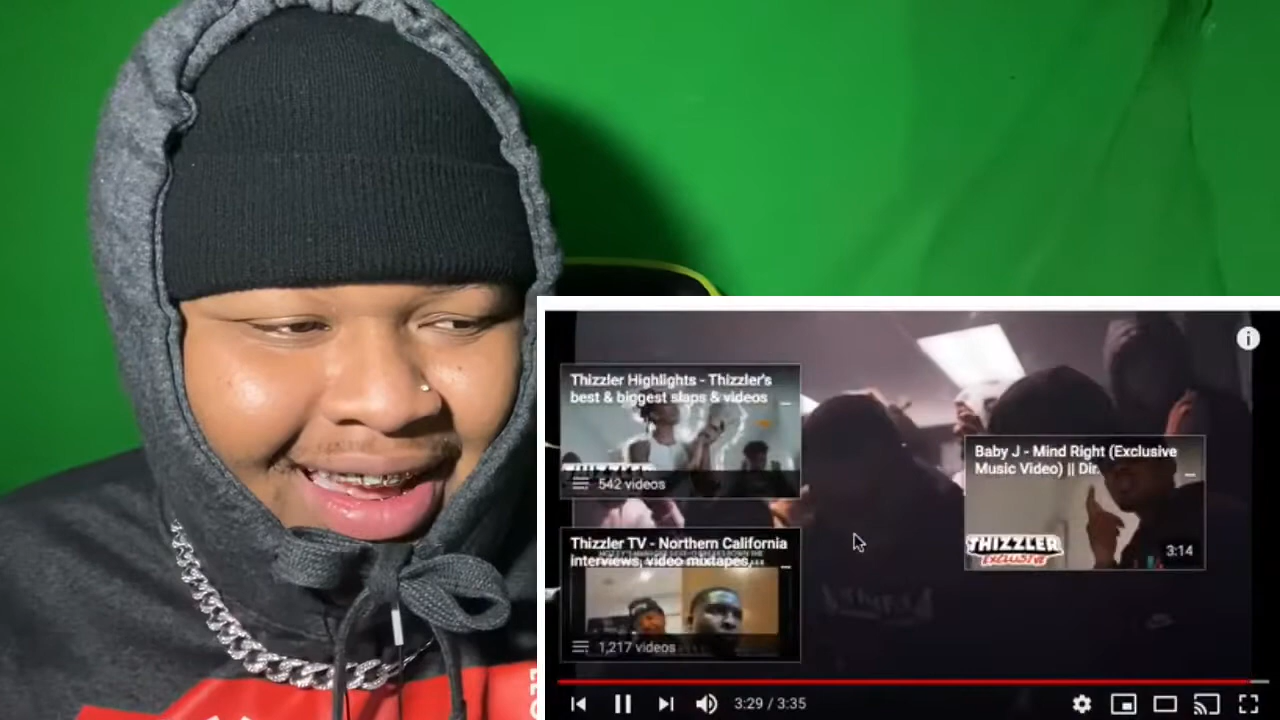 Thizzler Highlights - Thizzler's
best & biggest slaps & videos
542 videos
Thizzler TV - Northern California
interviews, video mixtapes,
1,217 videos
Baby J - Mind Right (Exclusive
Music Video) || Dir.
THIZZLER
EXCLUSIVE
3:14
3:29 / 3:35